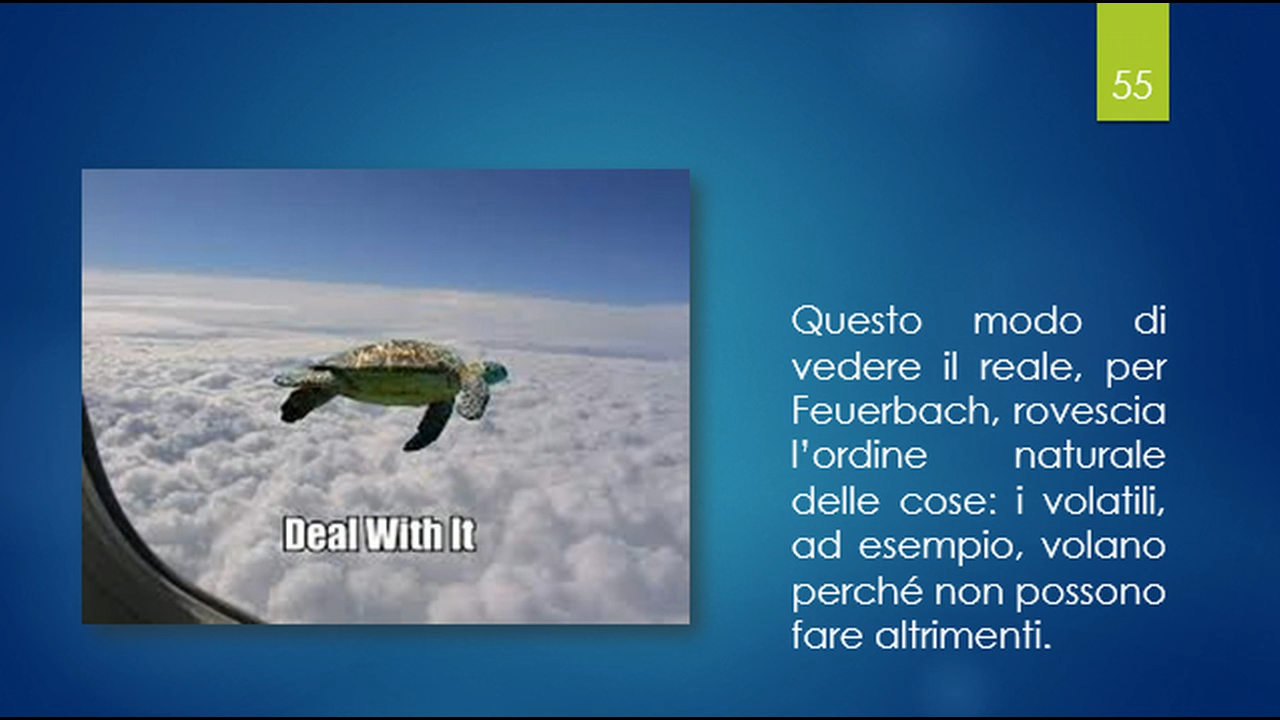 55
Deal With It
Questo modo di
vedere il reale, per
Feuerbach, rovescia
l'ordine naturale
delle cose: i volatili,
ad esempio, volano
perché non possono
fare altrimenti.